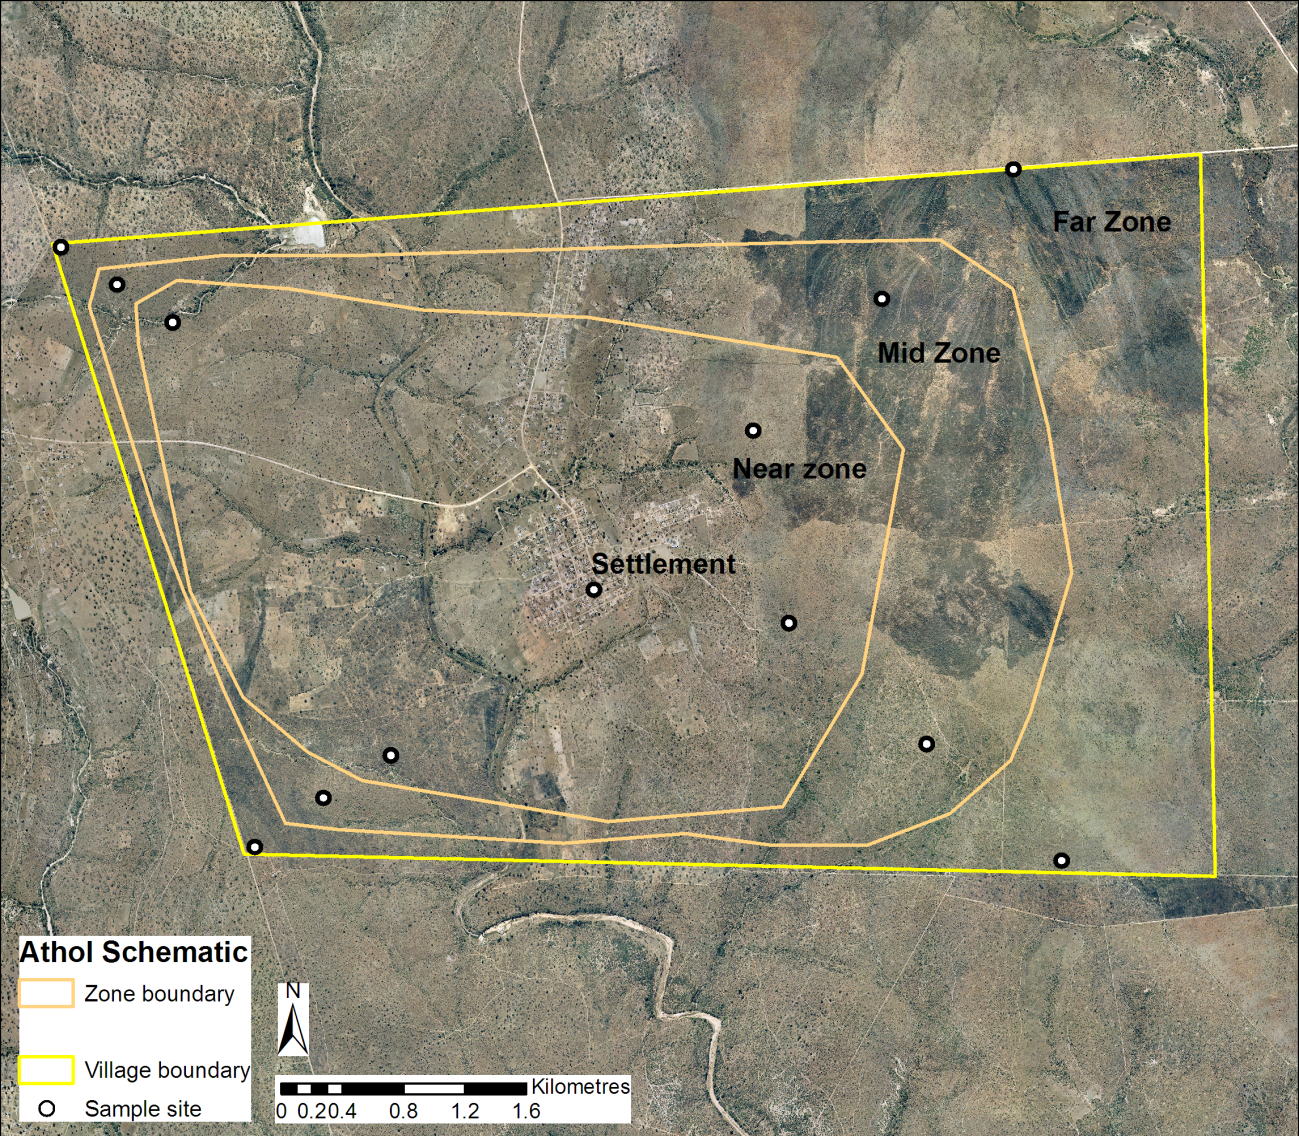 Far Zone
Mid Zone
Near zone
Settlement
Athol Schematic
Zone boundary
Village boundary
Sample site
N
Kilometres
0 0.20.4 0.8 1.2 1.6